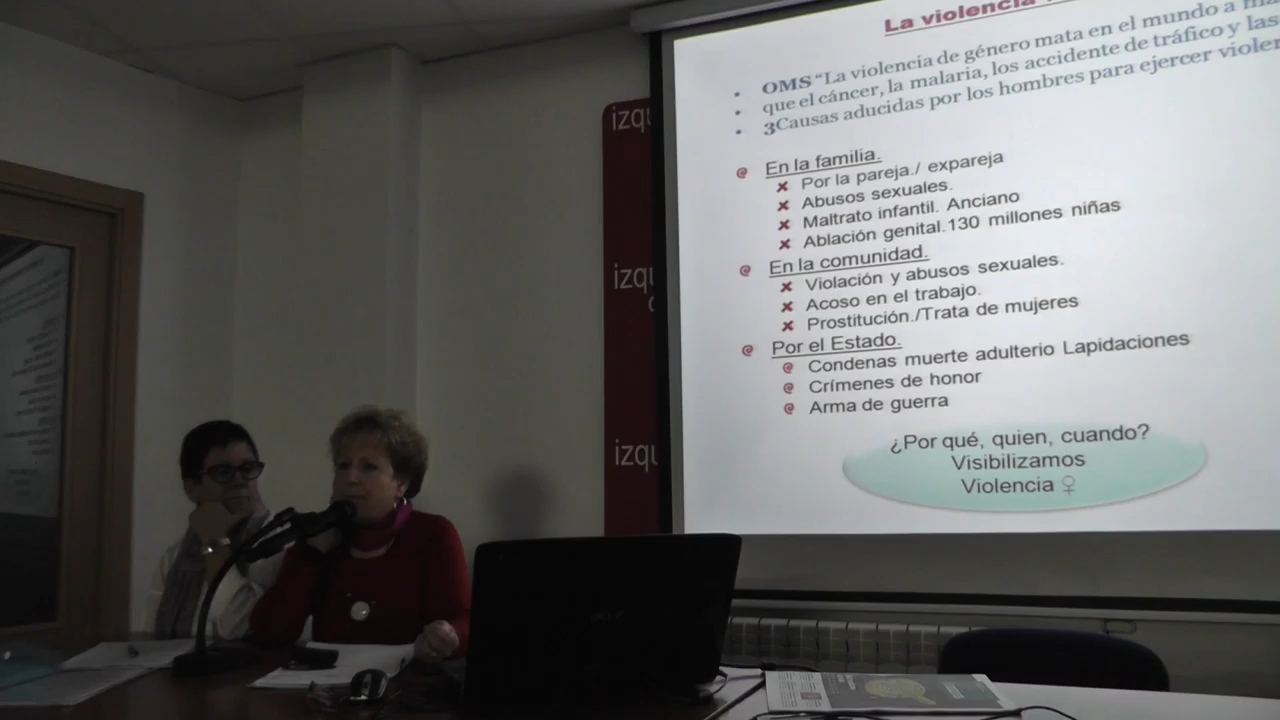 La violencia
OMS “La violencia de género mata en el mundo a
que el cáncer, la malaria, los accidente de tráfico y las
3Causas aducidas por los hombres para ejercer violen
En la familia.
Por la pareja./ expareja
Abusos sexuales.
Maltrato infantil. Anciano
Ablación genital.130 millones niñas
En la comunidad.
Violación y abusos sexuales.
Acoso en el trabajo.
Prostitución./Trata de mujeres
Por el Estado.
Condenas muerte adulterio Lapidaciones
Crímenes de honor
Arma de guerra
¿Por qué, quien, cuando?
Visibilizamos
Violencia ♀
izqu
izqu
izqu
acer